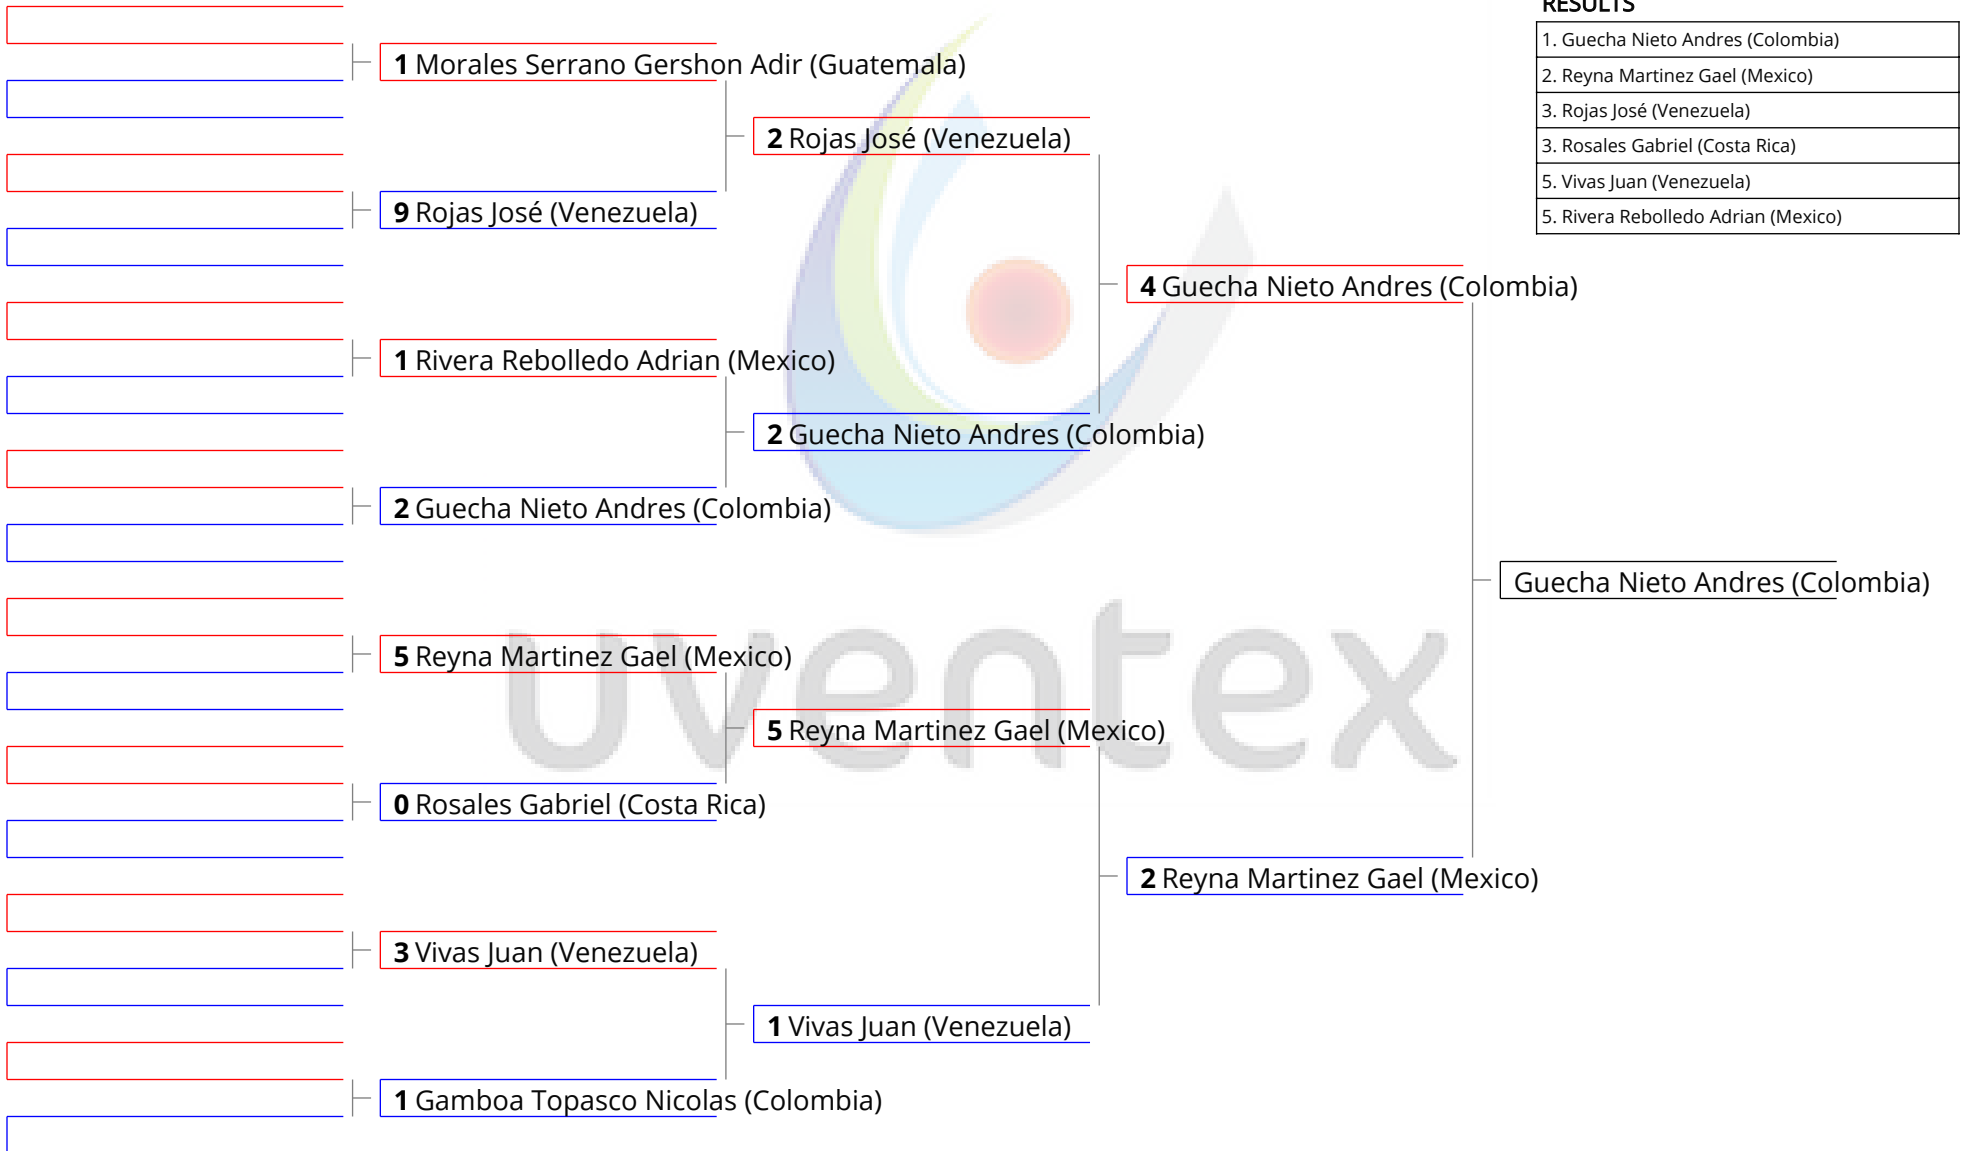 RESULTS
1. Guecha Nieto Andres (Colombia)
2. Reyna Martinez Gael (Mexico)
3. Rojas José (Venezuela)
3. Rosales Gabriel (Costa Rica)
5. Vivas Juan (Venezuela)
5. Rivera Rebolledo Adrian (Mexico)
1 Morales Serrano Gershon Adir (Guatemala)
9 Rojas José (Venezuela)
1 Rivera Rebolledo Adrian (Mexico)
2 Guecha Nieto Andres (Colombia)
5 Reyna Martinez Gael (Mexico)
0 Rosales Gabriel (Costa Rica)
3 Vivas Juan (Venezuela)
1 Gamboa Topasco Nicolas (Colombia)
2 Rojas José (Venezuela)
2 Guecha Nieto Andres (Colombia)
5 Reyna Martinez Gael (Mexico)
1 Vivas Juan (Venezuela)
4 Guecha Nieto Andres (Colombia)
2 Reyna Martinez Gael (Mexico)
Guecha Nieto Andres (Colombia)
uventex